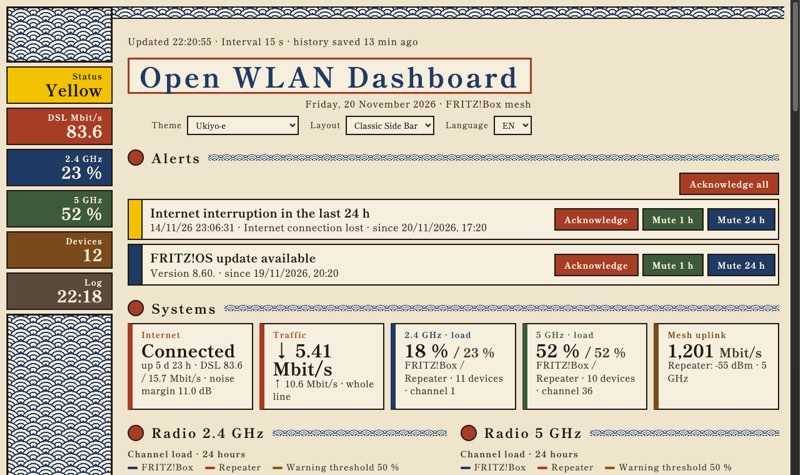 Status
Yellow
DSL Mbit/s
83.6
2.4 GHz
23 %
5 GHz
52 %
Devices
12
Log
22:18
Updated 22:20:55 · Interval 15 s · history saved 13 min ago
Open WLAN Dashboard
Friday, 20 November 2026 · FRITZ!Box mesh
Theme Ukiyo-e Layout Classic Side Bar Language EN
Alerts
Acknowledge all
Internet interruption in the last 24 h
14/11/26 23:06:31 · Internet connection lost · since 20/11/2026, 17:20
Acknowledge Mute 1 h Mute 24 h
FRITZ!OS update available
Version 8.60. · since 19/11/2026, 20:20
Acknowledge Mute 1 h Mute 24 h
Systems
Internet
Connected
up 5 d 23 h · DSL 83.6
/ 15.7 Mbit/s · noise
margin 11.0 dB
Traffic
↓ 5.41
Mbit/s
↑ 10.6 Mbit/s · whole
line
2.4 GHz · load
18 % / 23 %
FRITZ!Box /
Repeater · 11 devices
· channel 1
5 GHz · load
52 % / 52 %
FRITZ!Box /
Repeater · 10 devices
· channel 36
Mesh uplink
1,201 Mbit/s
Repeater: -55 dBm · 5
GHz
Radio 2.4 GHz
Channel load · 24 hours
FRITZ!Box Repeater Warning threshold 50 %
Radio 5 GHz
Channel load · 24 hours
FRITZ!Box Repeater Warning threshold 50 %